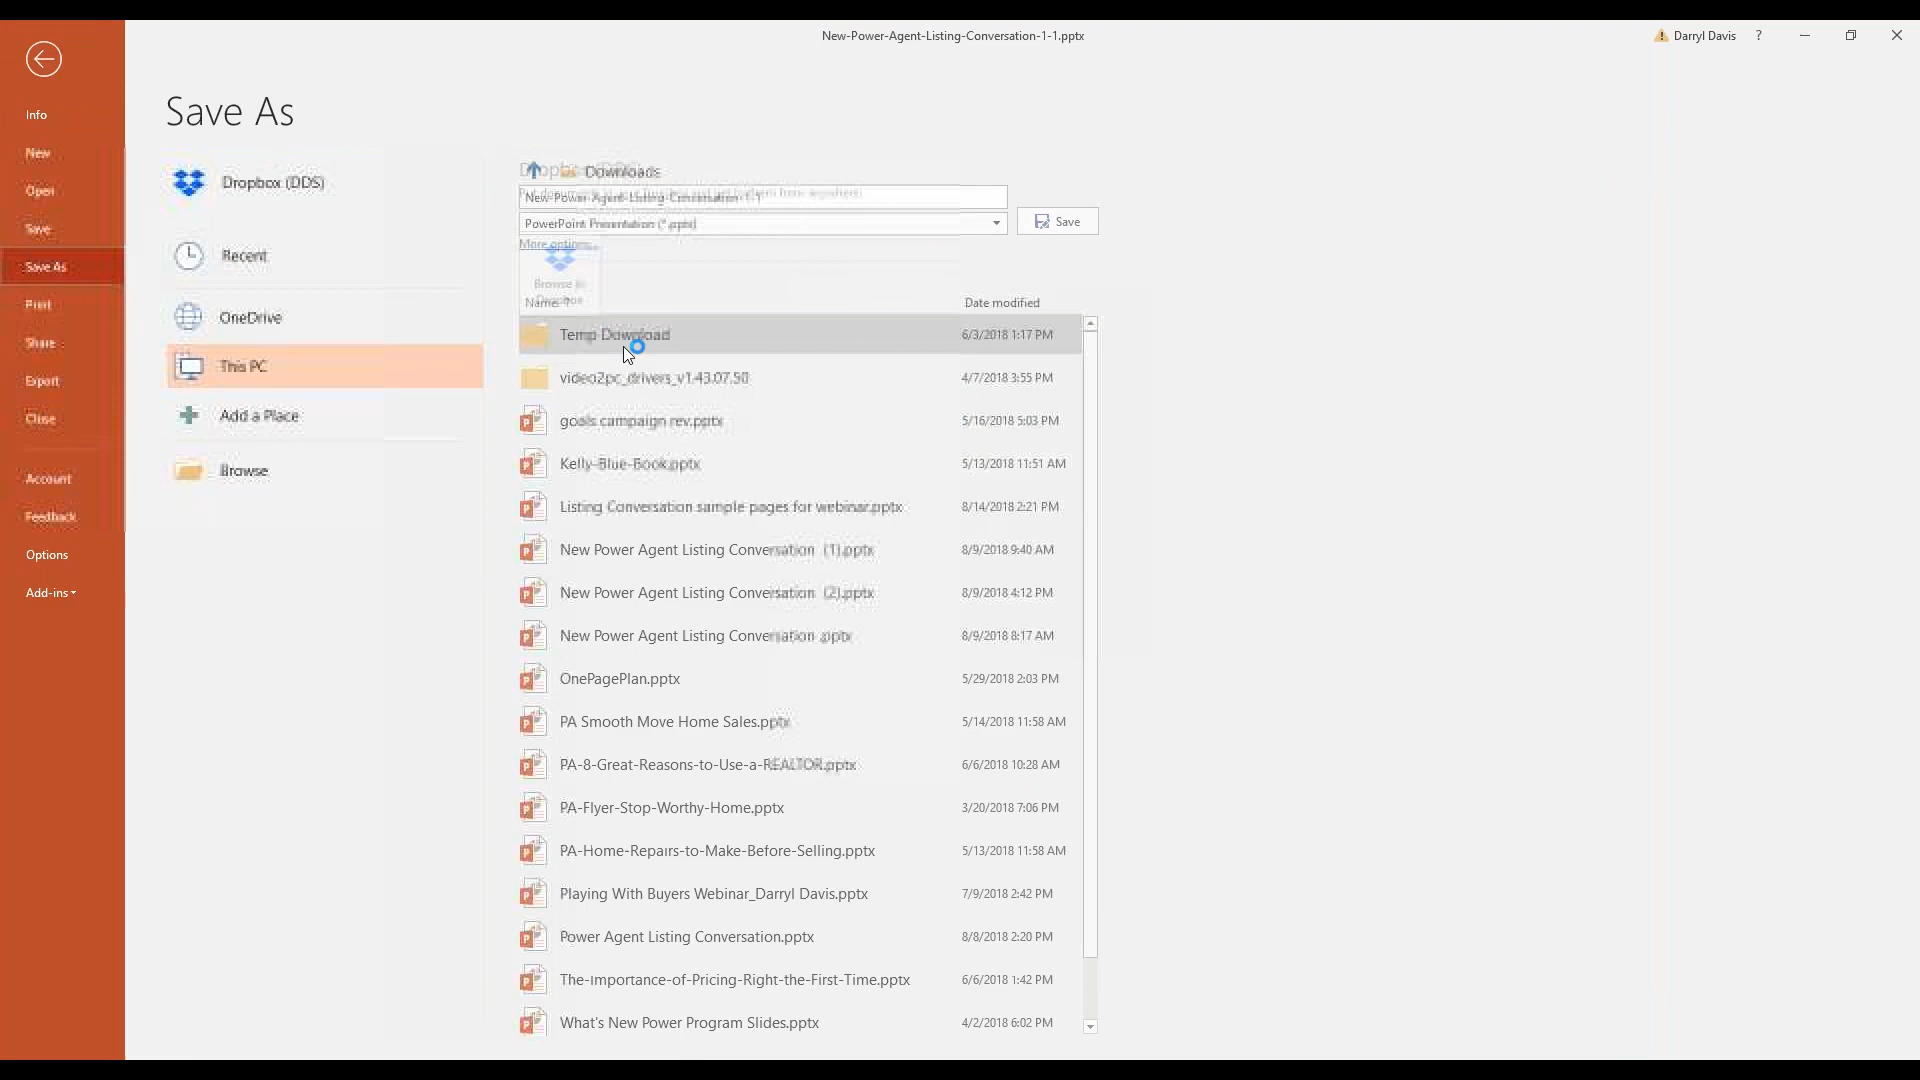 New-Power-Agent-Listing-Conversation-1-1.pptx
Darryl Davis
?
Info
New
Open
Save
Save As
Print
Share
Export
Close
Account
Feedback
Options
Add-ins
Save As
Dropbox (DDS)
Recent
OneDrive
This PC
Add a Place
Browse
Downloads
New-Power-Agent-Listing-Conversation-1-1
PowerPoint Presentation (*.pptx)
Save
More options...
Browse in
Dropbox
Name Date modified
Temp Download 6/3/2018 1:17 PM
video2pc_drivers_v1.43.07.50 4/7/2018 3:55 PM
goals campaign rev.pptx 5/16/2018 5:03 PM
Kelly-Blue-Book.pptx 5/13/2018 11:51 AM
Listing Conversation sample pages for webinar.pptx 8/14/2018 2:21 PM
New Power Agent Listing Conversation (1).pptx 8/9/2018 9:40 AM
New Power Agent Listing Conversation (2).pptx 8/9/2018 4:12 PM
New Power Agent Listing Conversation .pptx 8/9/2018 8:17 AM
OnePagePlan.pptx 5/29/2018 2:03 PM
PA Smooth Move Home Sales.pptx 5/14/2018 11:58 AM
PA-8-Great-Reasons-to-Use-a-REALTOR.pptx 6/6/2018 10:28 AM
PA-Flyer-Stop-Worthy-Home.pptx 3/20/2018 7:06 PM
PA-Home-Repairs-to-Make-Before-Selling.pptx 5/13/2018 11:58 AM
Playing With Buyers Webinar_Darryl Davis.pptx 7/9/2018 2:42 PM
Power Agent Listing Conversation.pptx 8/8/2018 2:20 PM
The-importance-of-Pricing-Right-the-First-Time.pptx 6/6/2018 1:42 PM
What's New Power Program Slides.pptx 4/2/2018 6:02 PM